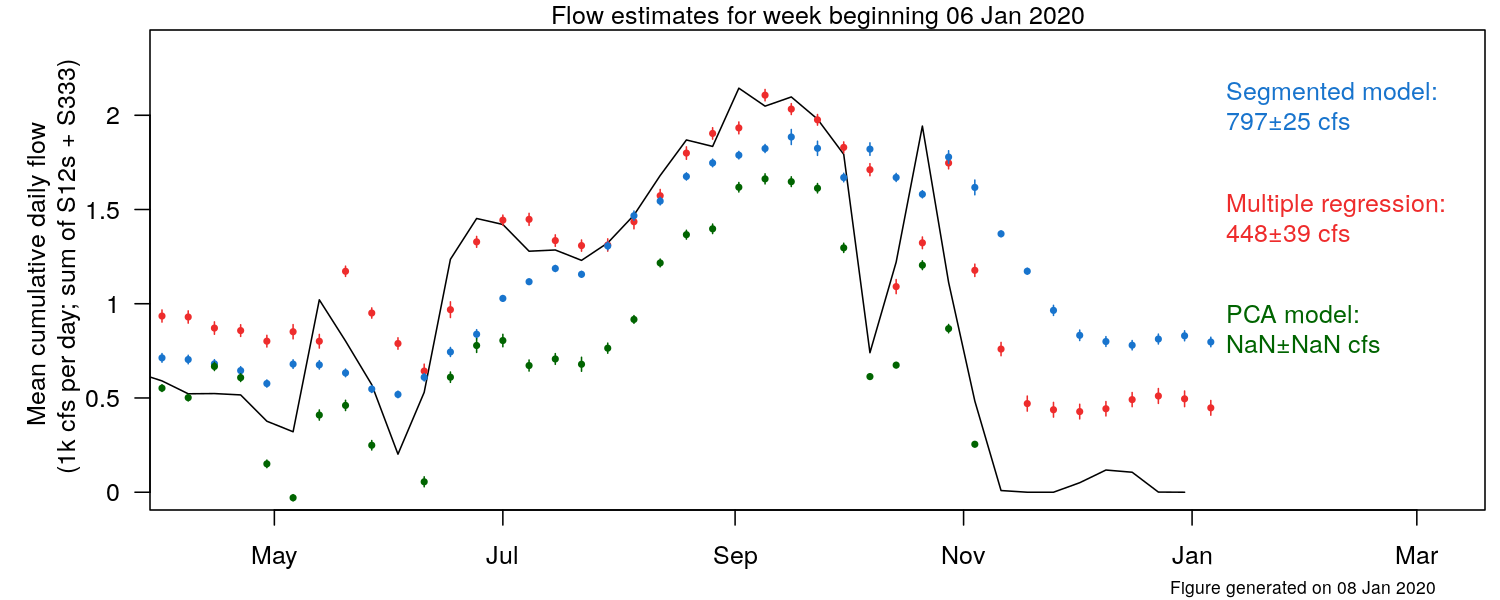 Flow estimates for week beginning 06 Jan 2020
Mean cumulative daily flow
(1k cfs per day; sum of S12s + S333)
2
1.5
1
0.5
0
Segmented model:
797±25 cfs
Multiple regression:
448±39 cfs
PCA model:
NaN±NaN cfs
May Jul Sep Nov Jan Mar
Figure generated on 08 Jan 2020